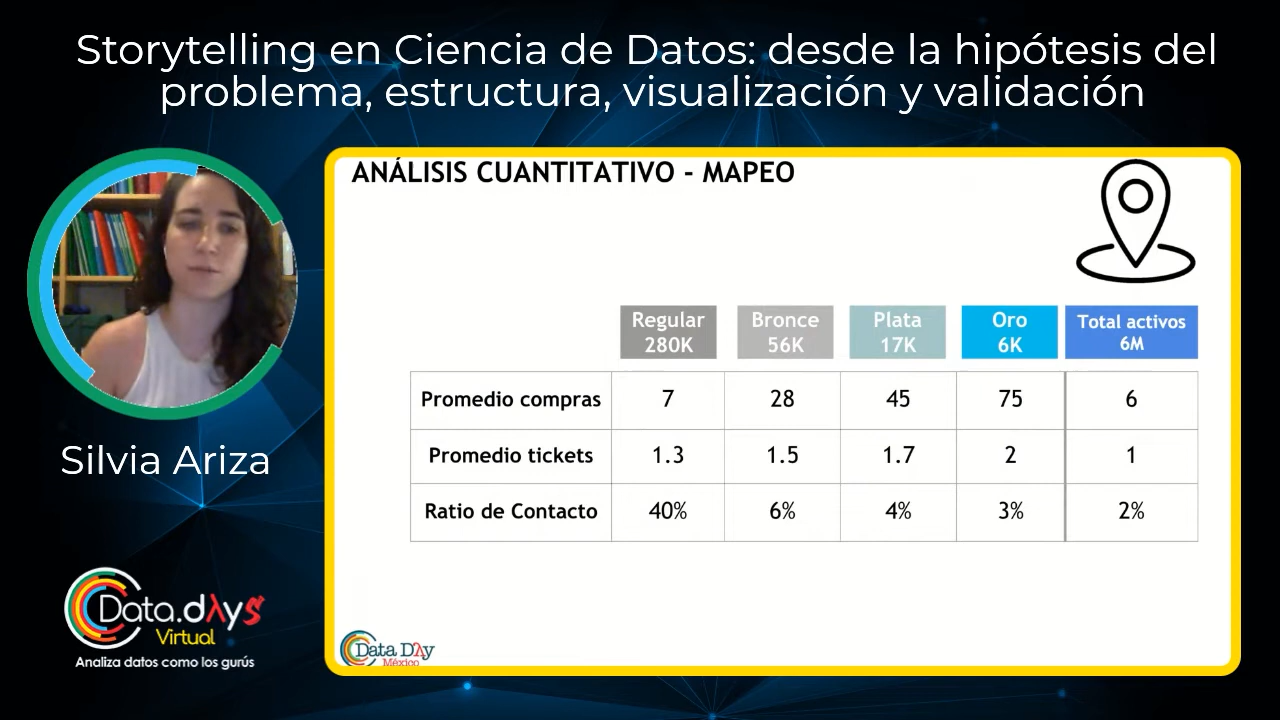 Storytelling en Ciencia de Datos: desde la hipótesis del
problema, estructura, visualización y validación
ANÁLISIS CUANTITATIVO - MAPEO
Regular Bronce Plata Oro Total activos
280K 56K 17K 6K 6M
Promedio compras 7 28 45 75 6
Promedio tickets 1.3 1.5 1.7 2 1
Ratio de Contacto 40% 6% 4% 3% 2%
Silvia Ariza
Data.dλys
Virtual
Analiza datos como los gurús
Data Dλy
México